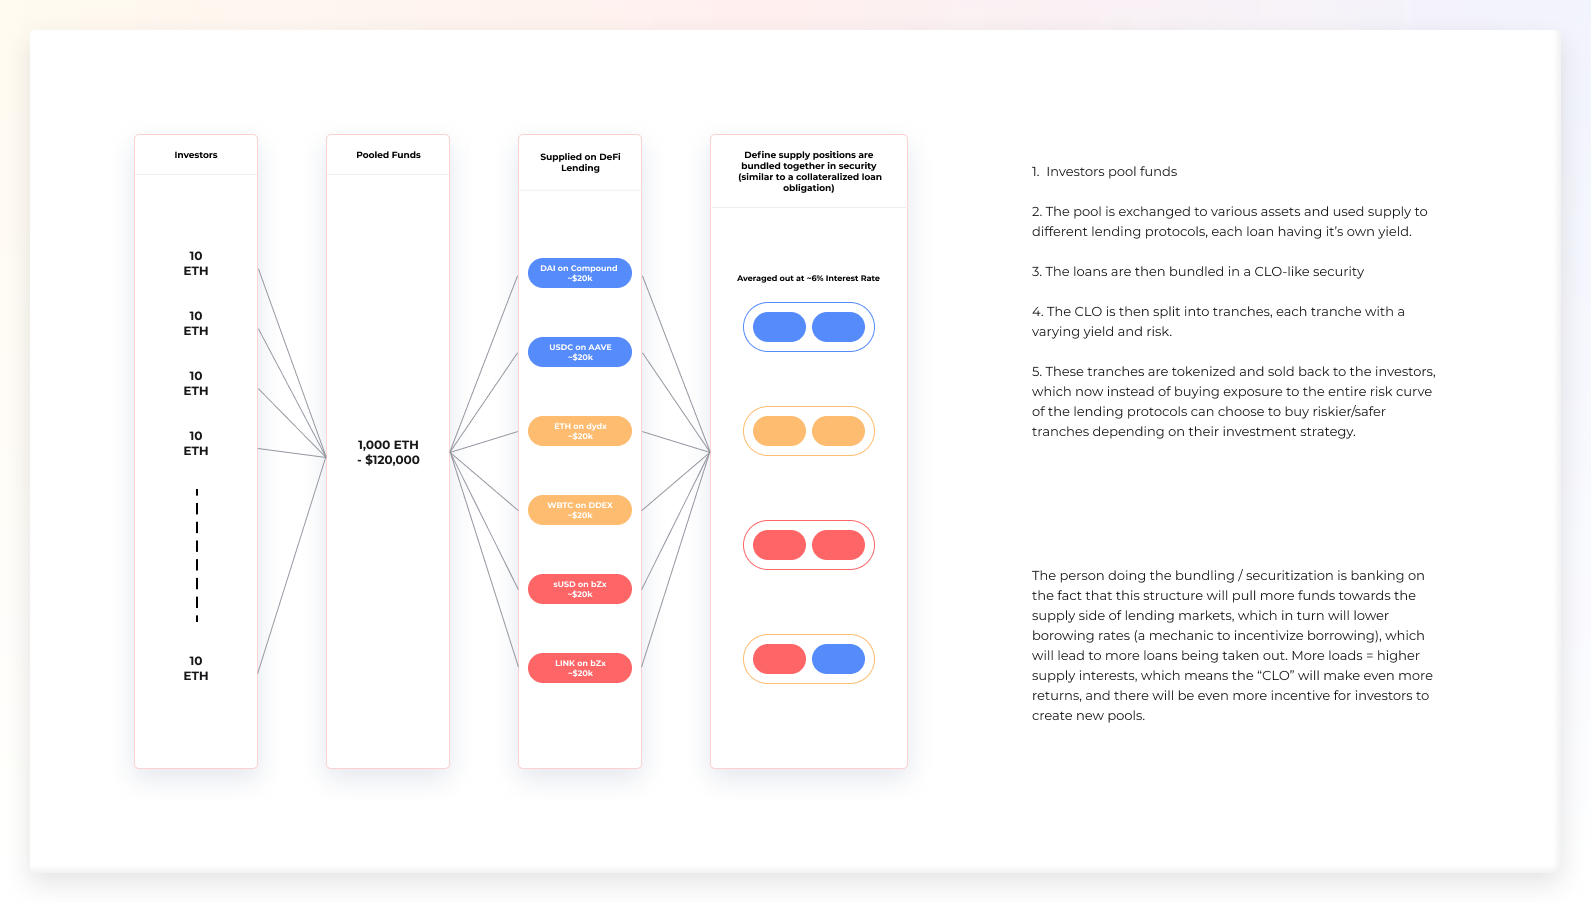 Investors
10
ETH
10
ETH
10
ETH
10
ETH
10
ETH
Pooled Funds
1,000 ETH
- $120,000
Supplied on DeFi
Lending
DAI on Compound
~$20k
USDC on AAVE
~$20k
ETH on dydx
~$20k
WBTC on DDEX
~$20k
sUSD on bZx
~$20k
LINK on bZx
~$20k
Define supply positions are
bundled together in security
(similar to a collateralized loan
obligation)
Averaged out at ~6% Interest Rate
1.  Investors pool funds
2. The pool is exchanged to various assets and used supply to
different lending protocols, each loan having it’s own yield.
3. The loans are then bundled in a CLO-like security
4. The CLO is then split into tranches, each tranche with a
varying yield and risk.
5. These tranches are tokenized and sold back to the investors,
which now instead of buying exposure to the entire risk curve
of the lending protocols can choose to buy riskier/safer
tranches depending on their investment strategy.
The person doing the bundling / securitization is banking on
the fact that this structure will pull more funds towards the
supply side of lending markets, which in turn will lower
borowing rates (a mechanic to incentivize borrowing), which
will lead to more loans being taken out. More loads = higher
supply interests, which means the “CLO” will make even more
returns, and there will be even more incentive for investors to
create new pools.